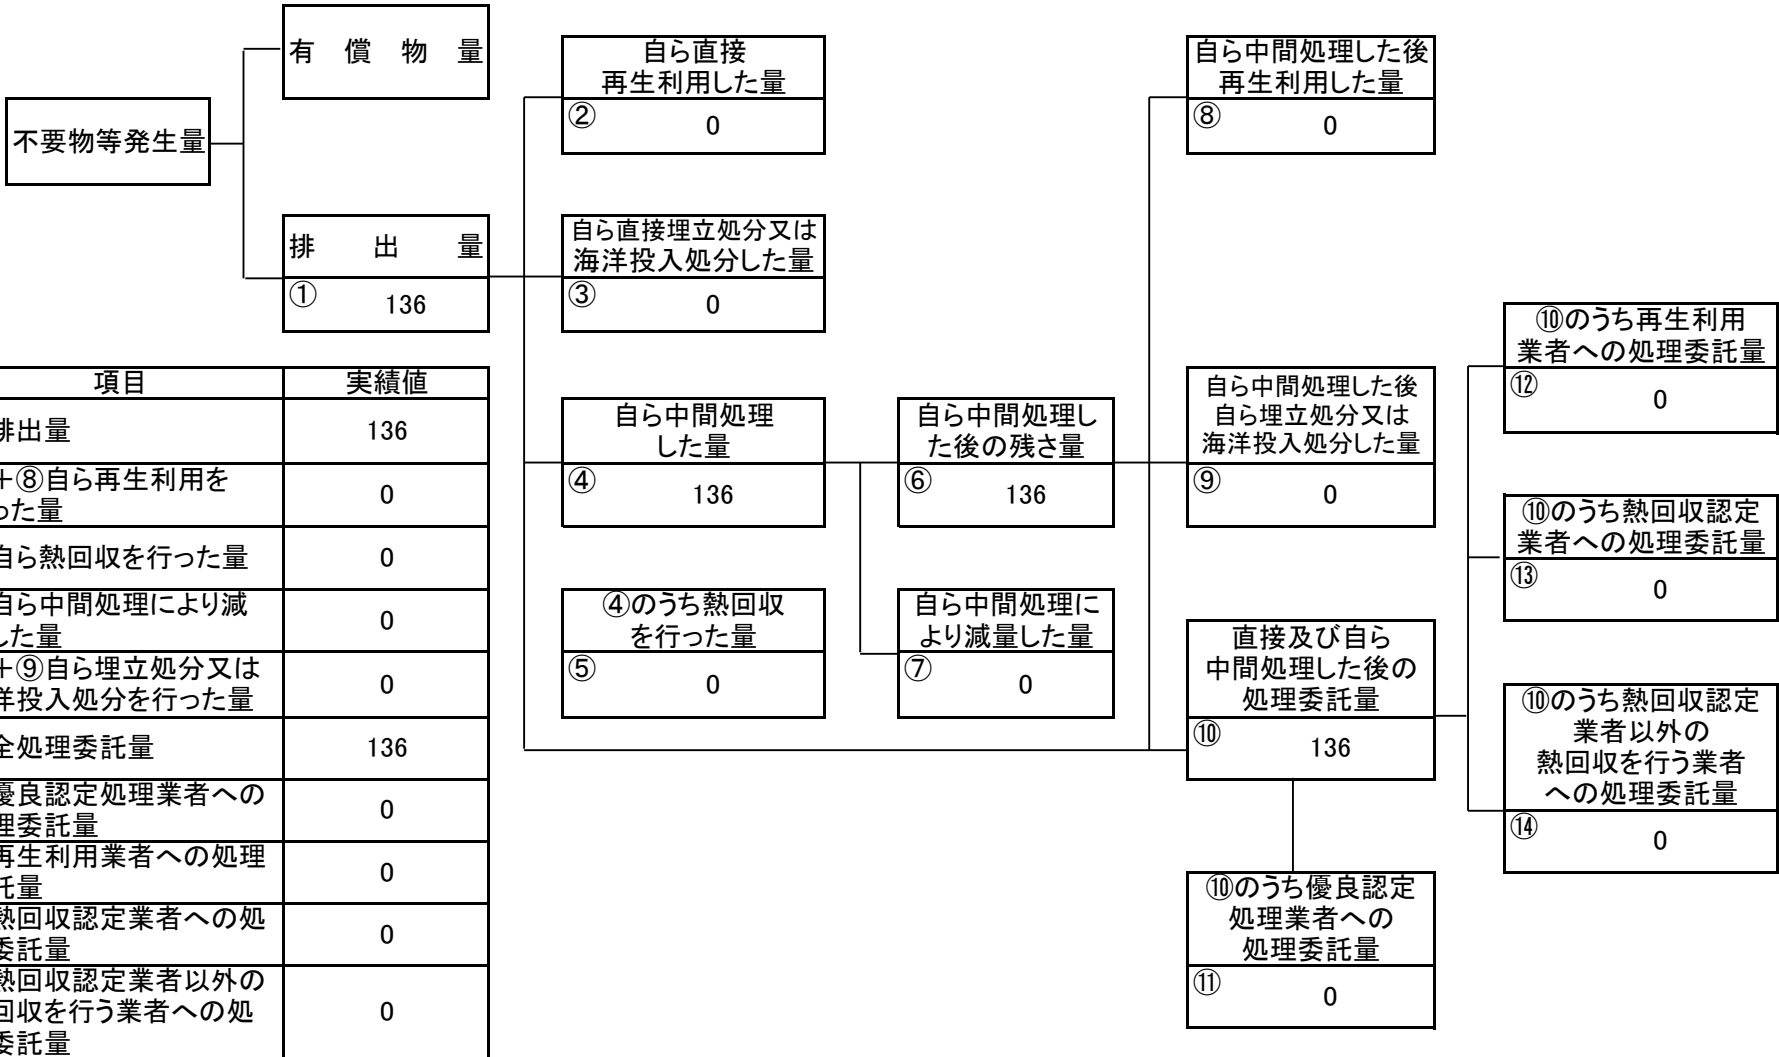 有償物量
不要物等発生量
排出量
① 136
自ら直接
再生利用した量
② 0
自ら直接埋立処分又は
海洋投入処分した量
③ 0
自ら中間処理
した量
④ 136
④のうち熱回収
を行った量
⑤ 0
自ら中間処理し
た後の残さ量
⑥ 136
自ら中間処理に
より減量した量
⑦ 0
自ら中間処理した後
再生利用した量
⑧ 0
自ら中間処理した後
自ら埋立処分又は
海洋投入処分した量
⑨ 0
直接及び自ら
中間処理した後の
処理委託量
⑩ 136
⑩のうち優良認定
処理業者への
処理委託量
⑪ 0
⑩のうち再生利用
業者への処理委託量
⑫ 0
⑩のうち熱回収認定
業者への処理委託量
⑬ 0
⑩のうち熱回収認定
業者以外の
熱回収を行う業者
への処理委託量
⑭ 0
項目 実績値
排出量 136
+⑧自ら再生利用を
った量 0
自ら熱回収を行った量 0
自ら中間処理により減
した量 0
+⑨自ら埋立処分又は
洋投入処分を行った量 0
全処理委託量 136
優良認定処理業者への
理委託量 0
再生利用業者への処理
託量 0
熱回収認定業者への処
委託量 0
熱回収認定業者以外の
回収を行う業者への処
委託量 0